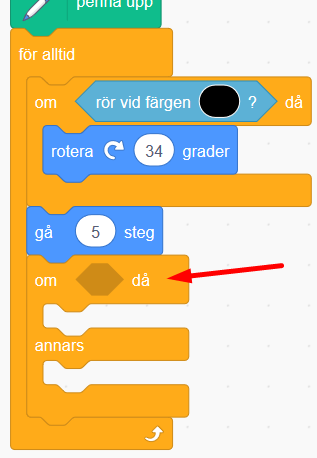 penna upp
för alltid
om rör vid färgen ? då
rotera 34 grader
gå 5 steg
om då
annars